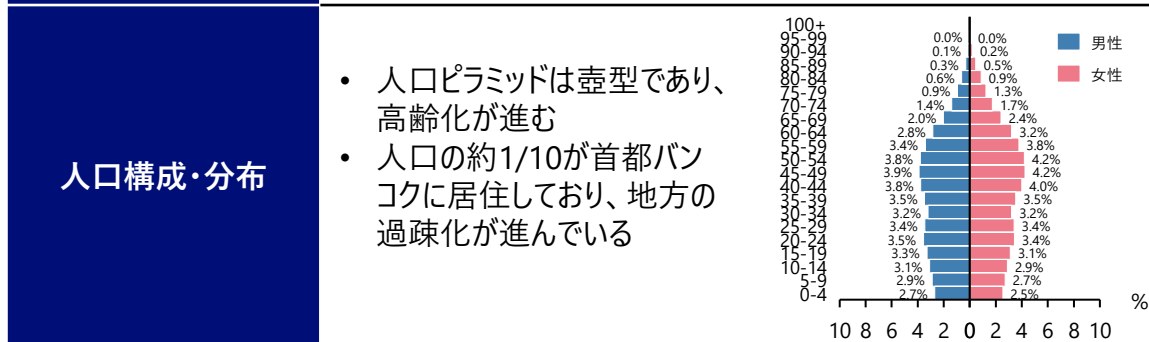 人口構成・分布
• 人口ピラミッドは壺型であり、
高齢化が進む
• 人口の約1/10が首都バン
コクに居住しており、地方の
過疎化が進んでいる
男性
女性
100+
95-99 0.0% 0.0%
90-94 0.1% 0.2%
85-89 0.3% 0.5%
80-84 0.6% 0.9%
75-79 0.9% 1.3%
70-74 1.4% 1.7%
65-69 2.0% 2.4%
60-64 2.8% 3.2%
55-59 3.4% 3.8%
50-54 3.8% 4.2%
45-49 3.9% 4.2%
40-44 3.8% 4.0%
35-39 3.5% 3.5%
30-34 3.2% 3.2%
25-29 3.4% 3.4%
20-24 3.5% 3.4%
15-19 3.3% 3.1%
10-14 3.1% 2.9%
5-9 2.9% 2.7%
0-4 2.7% 2.5%
%
10 8 6 4 2 0 2 4 6 8 10